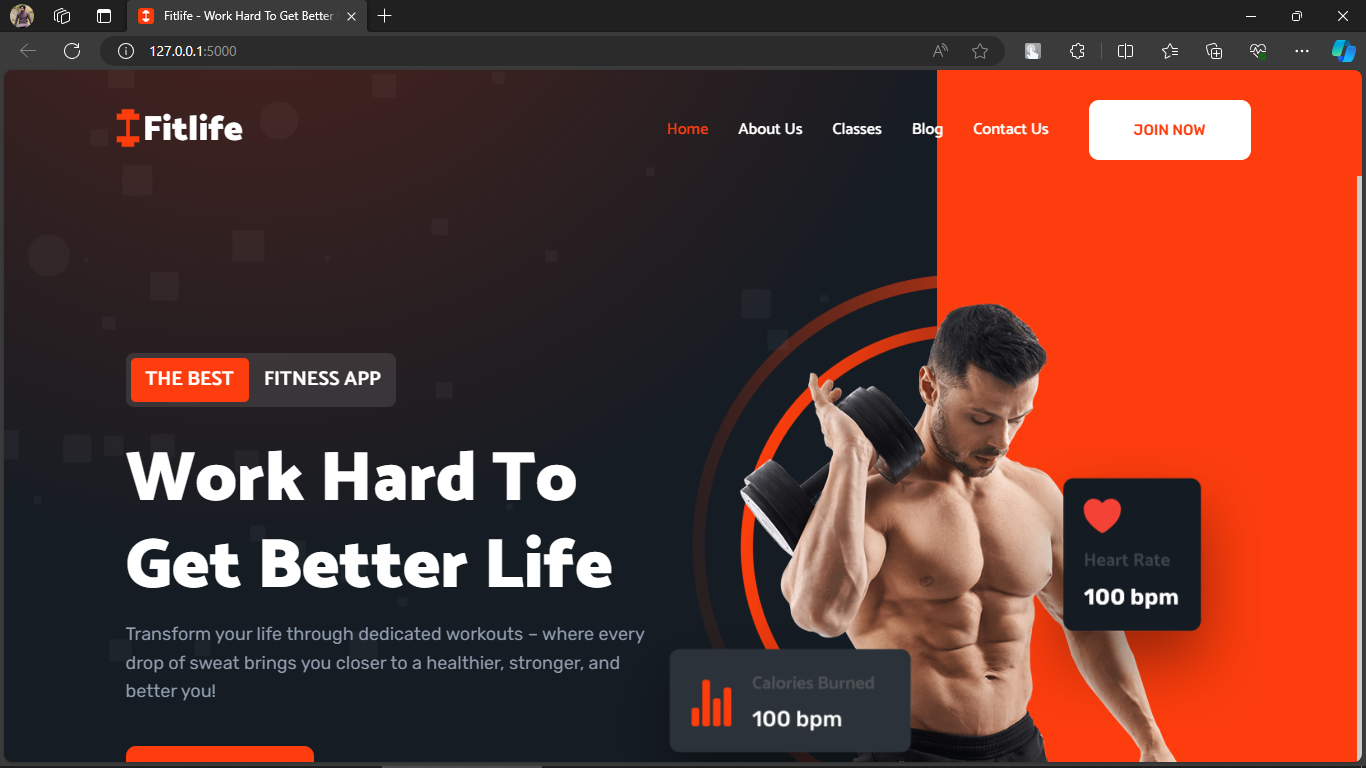 Fitlife - Work Hard To Get Better
127.0.0.1:5000
Fitlife
Home About Us Classes Blog Contact Us JOIN NOW
THE BEST FITNESS APP
Work Hard To
Get Better Life
Transform your life through dedicated workouts – where every
drop of sweat brings you closer to a healthier, stronger, and
better you!
Heart Rate
100 bpm
Calories Burned
100 bpm